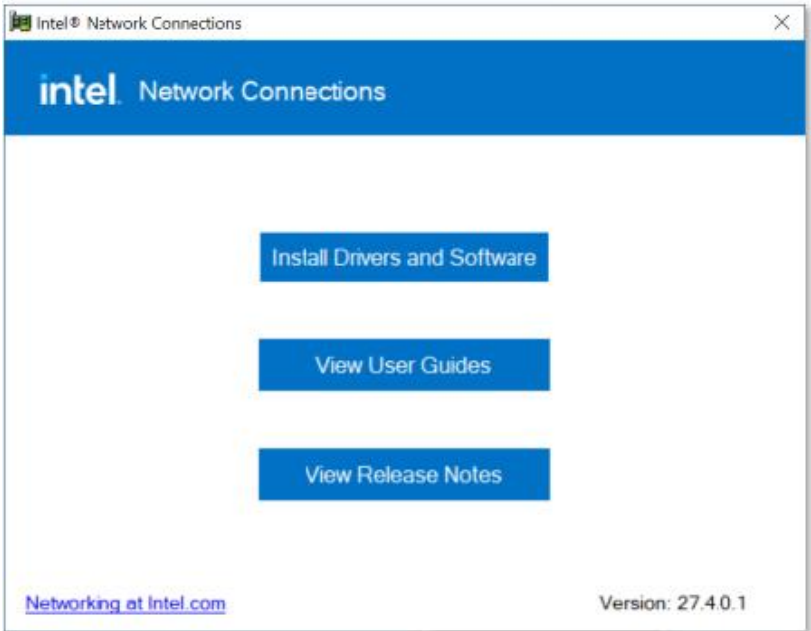 Intel® Network Connections
intel. Network Connections
Install Drivers and Software
View User Guides
View Release Notes
Networking at Intel.com
Version: 27.4.0.1